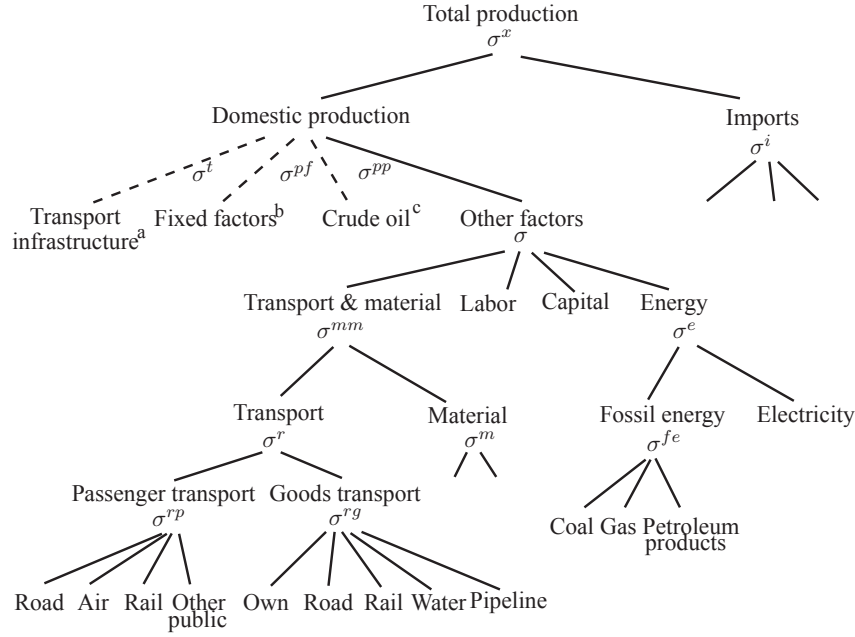 Total production
σ^x
Domestic production
Imports
σ^i
σ^t
σ^pf
σ^pp
Transport
infrastructure^a
Fixed factors^b
Crude oil^c
Other factors
σ
Transport & material
Labor
Capital
Energy
σ^mm
σ^e
Transport
Material
Fossil energy
Electricity
σ^r
σ^m
σ^fe
Passenger transport
Goods transport
σ^rp
σ^rg
Coal
Gas
Petroleum
products
Road
Air
Rail
Other
public
Own
Road
Rail
Water
Pipeline